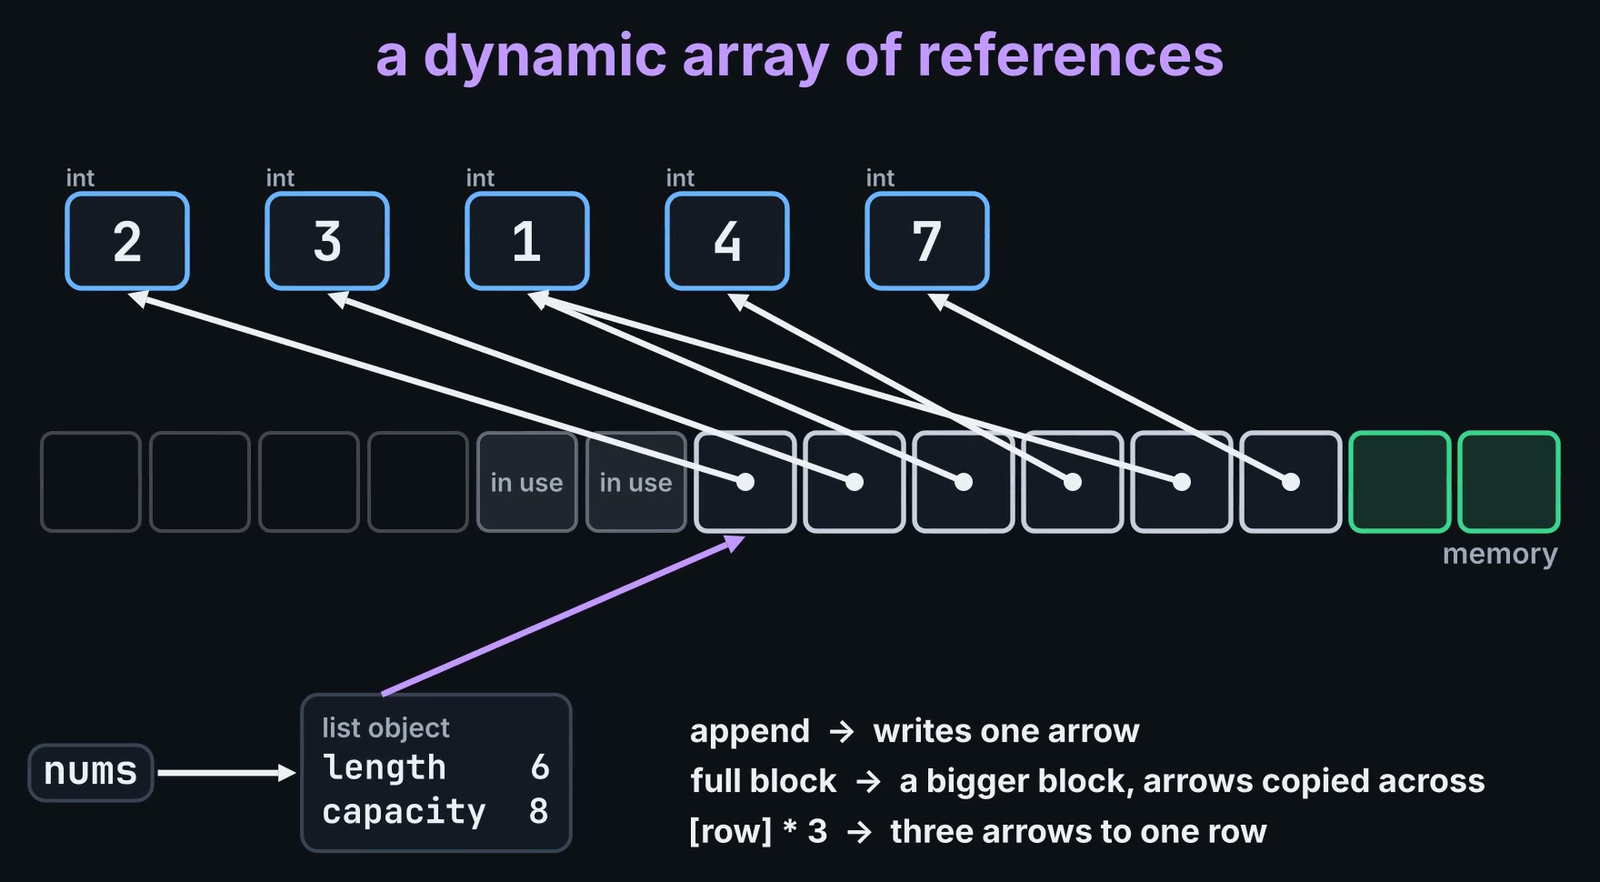 a dynamic array of references
int int int int int
2 3 1 4 7
in use in use
memory
nums
list object
length 6
capacity 8
append → writes one arrow
full block → a bigger block, arrows copied across
[row] * 3 → three arrows to one row